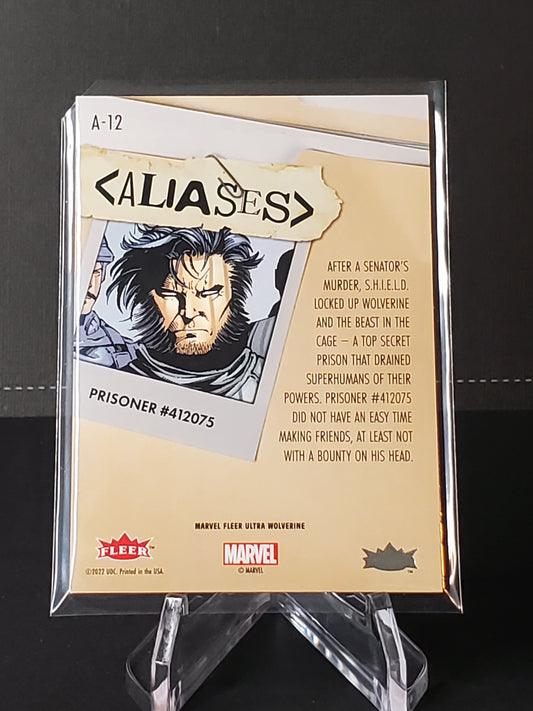 A-12
<ALIASES>
AFTER A SENATOR'S
MURDER, S.H.I.E.L.D.
LOCKED UP WOLVERINE
AND THE BEAST IN THE
CAGE – A TOP SECRET
PRISON THAT DRAINED
SUPERHUMANS OF THEIR
POWERS. PRISONER #412075
DID NOT HAVE AN EASY TIME
MAKING FRIENDS, AT LEAST NOT
WITH A BOUNTY ON HIS HEAD.
PRISONER #412075
MARVEL FLEER ULTRA WOLVERINE
FLEER™
©2022 UDC. Printed in the USA.
MARVEL
© MARVEL